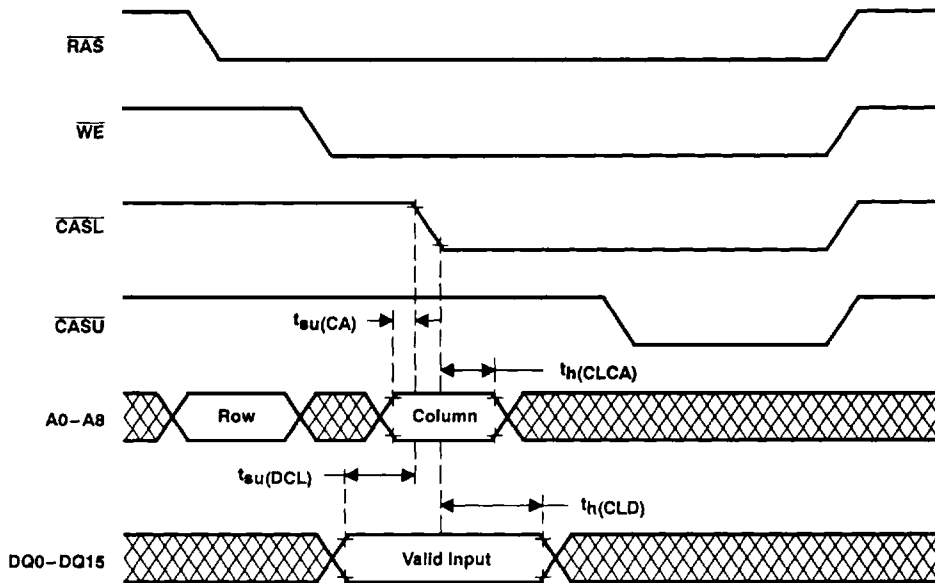 RAS
WE
CASL
CASU
tsu(CA)
th(CLCA)
A0–A8
Row
Column
tsu(DCL)
th(CLD)
DQ0–DQ15
Valid Input